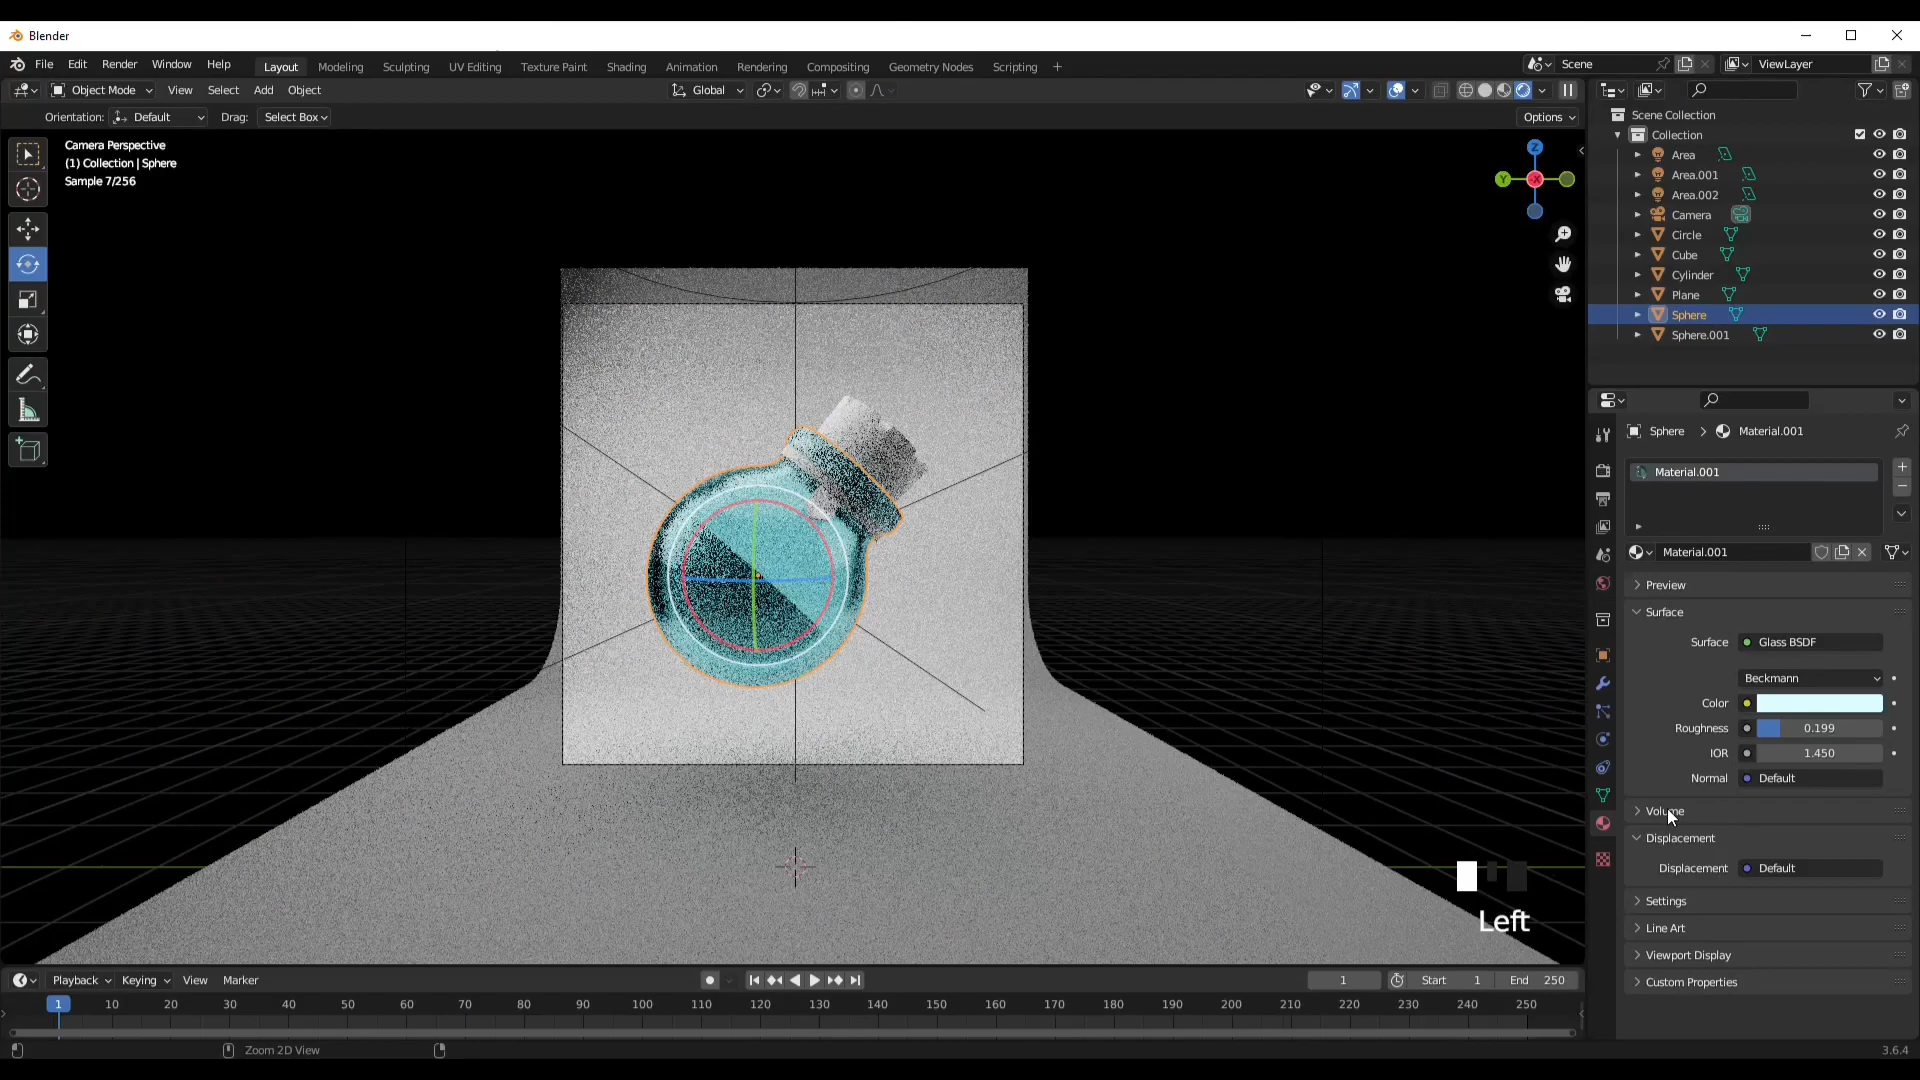 Blender
File Edit Render Window Help Layout Modeling Sculpting UV Editing Texture Paint Shading Animation Rendering Compositing Geometry Nodes Scripting + Scene ViewLayer
Object Mode View Select Add Object Global
Orientation: Default Drag: Select Box Options
Camera Perspective
(1) Collection | Sphere
Sample 7/256
Z
Y
X
Scene Collection
Collection
Area
Area.001
Area.002
Camera
Circle
Cube
Cylinder
Plane
Sphere
Sphere.001
Sphere > Material.001
Material.001
Material.001
Preview
Surface
Surface Glass BSDF
Beckmann
Color
Roughness 0.199
IOR 1.450
Normal Default
Volume
Displacement
Displacement Default
Settings
Line Art
Viewport Display
Custom Properties
Left
Playback Keying View Marker 1 Start 1 End 250
1 10 20 30 40 50 60 70 80 90 100 110 120 130 140 150 160 170 180 190 200 210 220 230 240 250
Zoom 2D View 3.6.4